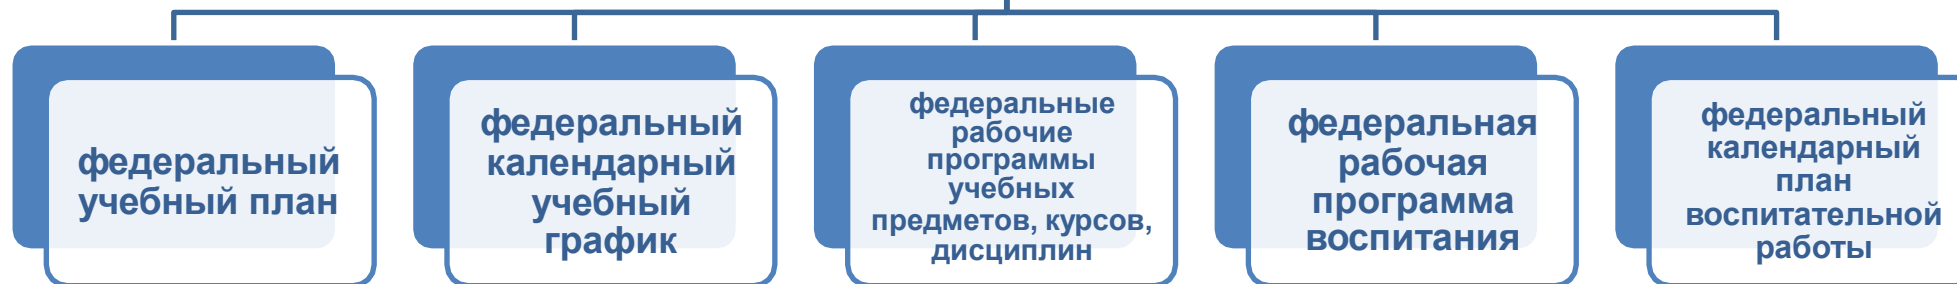 федеральный
учебный план
федеральный
календарный
учебный
график
федеральные
рабочие
программы
учебных
предметов, курсов,
дисциплин
федеральная
рабочая
программа
воспитания
федеральный
календарный
план
воспитательной
работы